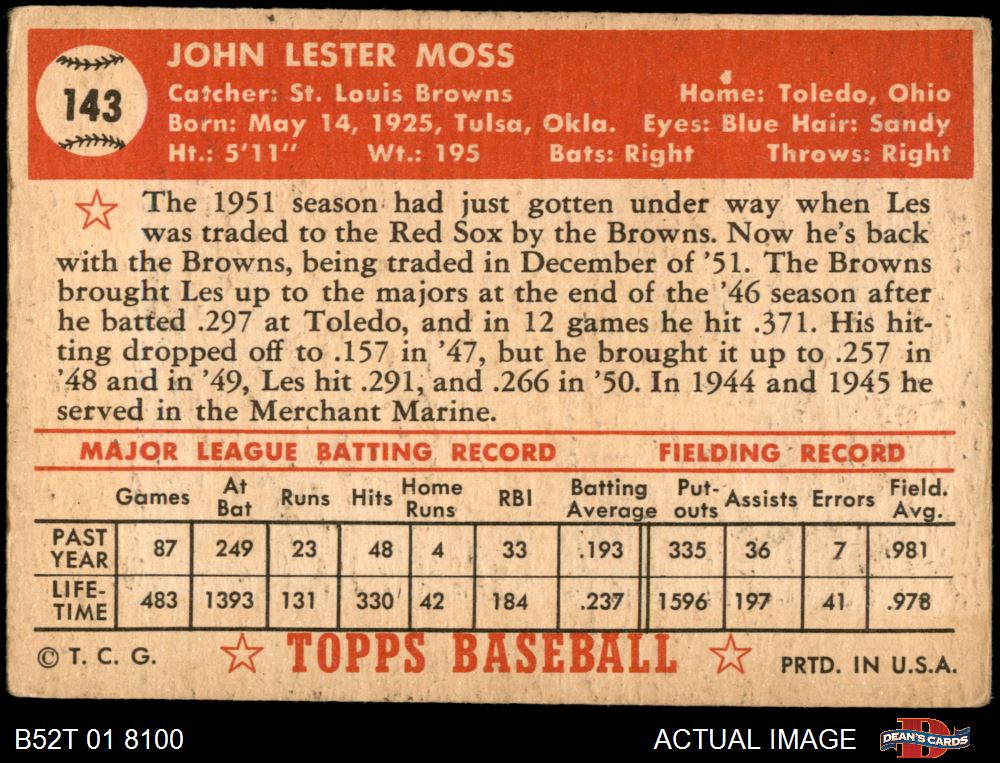 143
JOHN LESTER MOSS
Catcher: St. Louis Browns Home: Toledo, Ohio
Born: May 14, 1925, Tulsa, Okla. Eyes: Blue Hair: Sandy
Ht.: 5'11" Wt.: 195 Bats: Right Throws: Right
The 1951 season had just gotten under way when Les
was traded to the Red Sox by the Browns. Now he's back
with the Browns, being traded in December of '51. The Browns
brought Les up to the majors at the end of the '46 season after
he batted .297 at Toledo, and in 12 games he hit .371. His hit-
ting dropped off to .157 in '47, but he brought it up to .257 in
'48 and in '49, Les hit .291, and .266 in '50. In 1944 and 1945 he
served in the Merchant Marine.
MAJOR LEAGUE BATTING RECORD FIELDING RECORD
Games At Bat Runs Hits Home Runs RBI Batting Average Put-outs Assists Errors Field. Avg.
PAST YEAR 87 249 23 48 4 33 .193 335 36 7 .981
LIFE-TIME 483 1393 131 330 42 184 .237 1596 197 41 .978
© T. C. G. TOPPS BASEBALL PRTD. IN U.S.A.
B52T 01 8100 ACTUAL IMAGE D DEAN'S CARDS